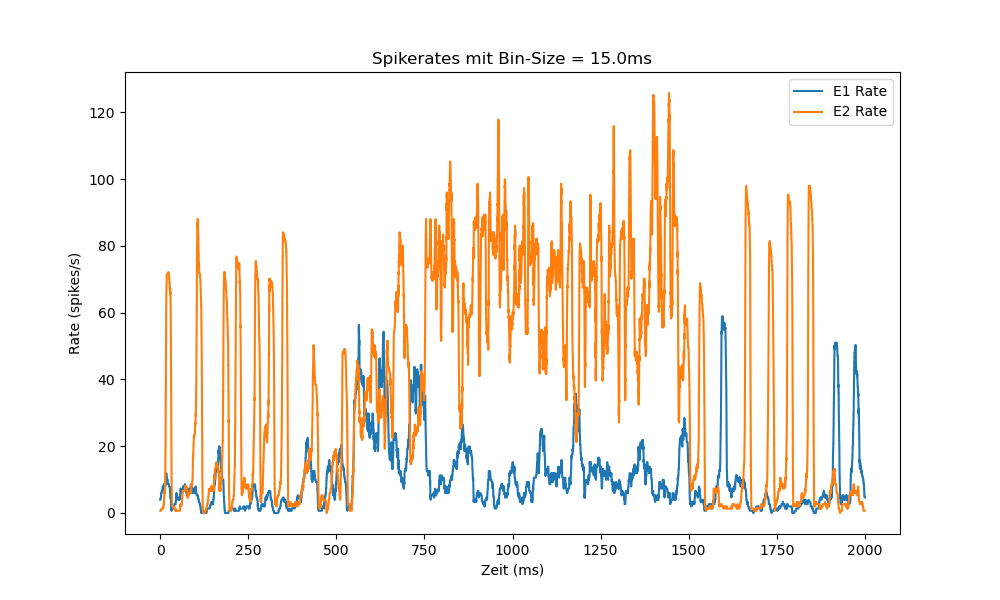 Spikerates mit Bin-Size = 15.0ms
E1 Rate
E2 Rate
Rate (spikes/s)
120
100
80
60
40
20
0
0 250 500 750 1000 1250 1500 1750 2000
Zeit (ms)